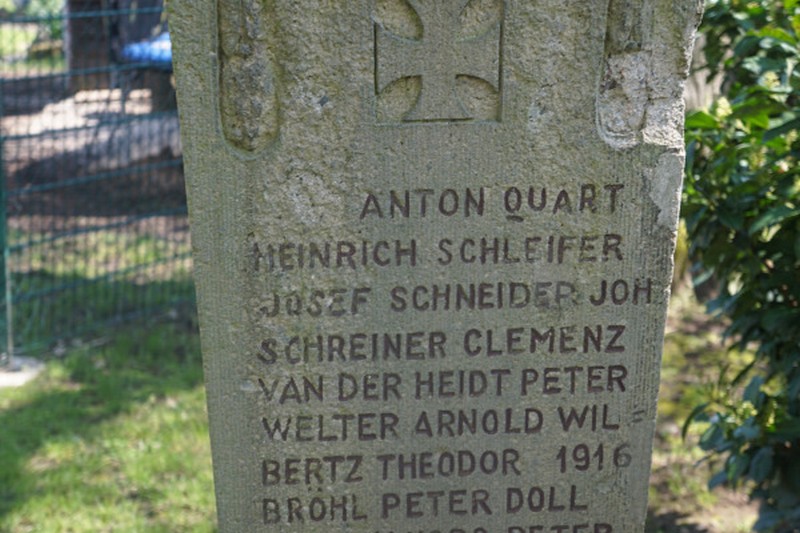 ANTON QUART
HEINRICH SCHLEIFER
JOSEF SCHNEIDER JOH
SCHREINER CLEMENZ
VAN DER HEIDT PETER
WELTER ARNOLD WIL=
BERTZ THEODOR 1916
BRÖHL PETER DOLL
PETER